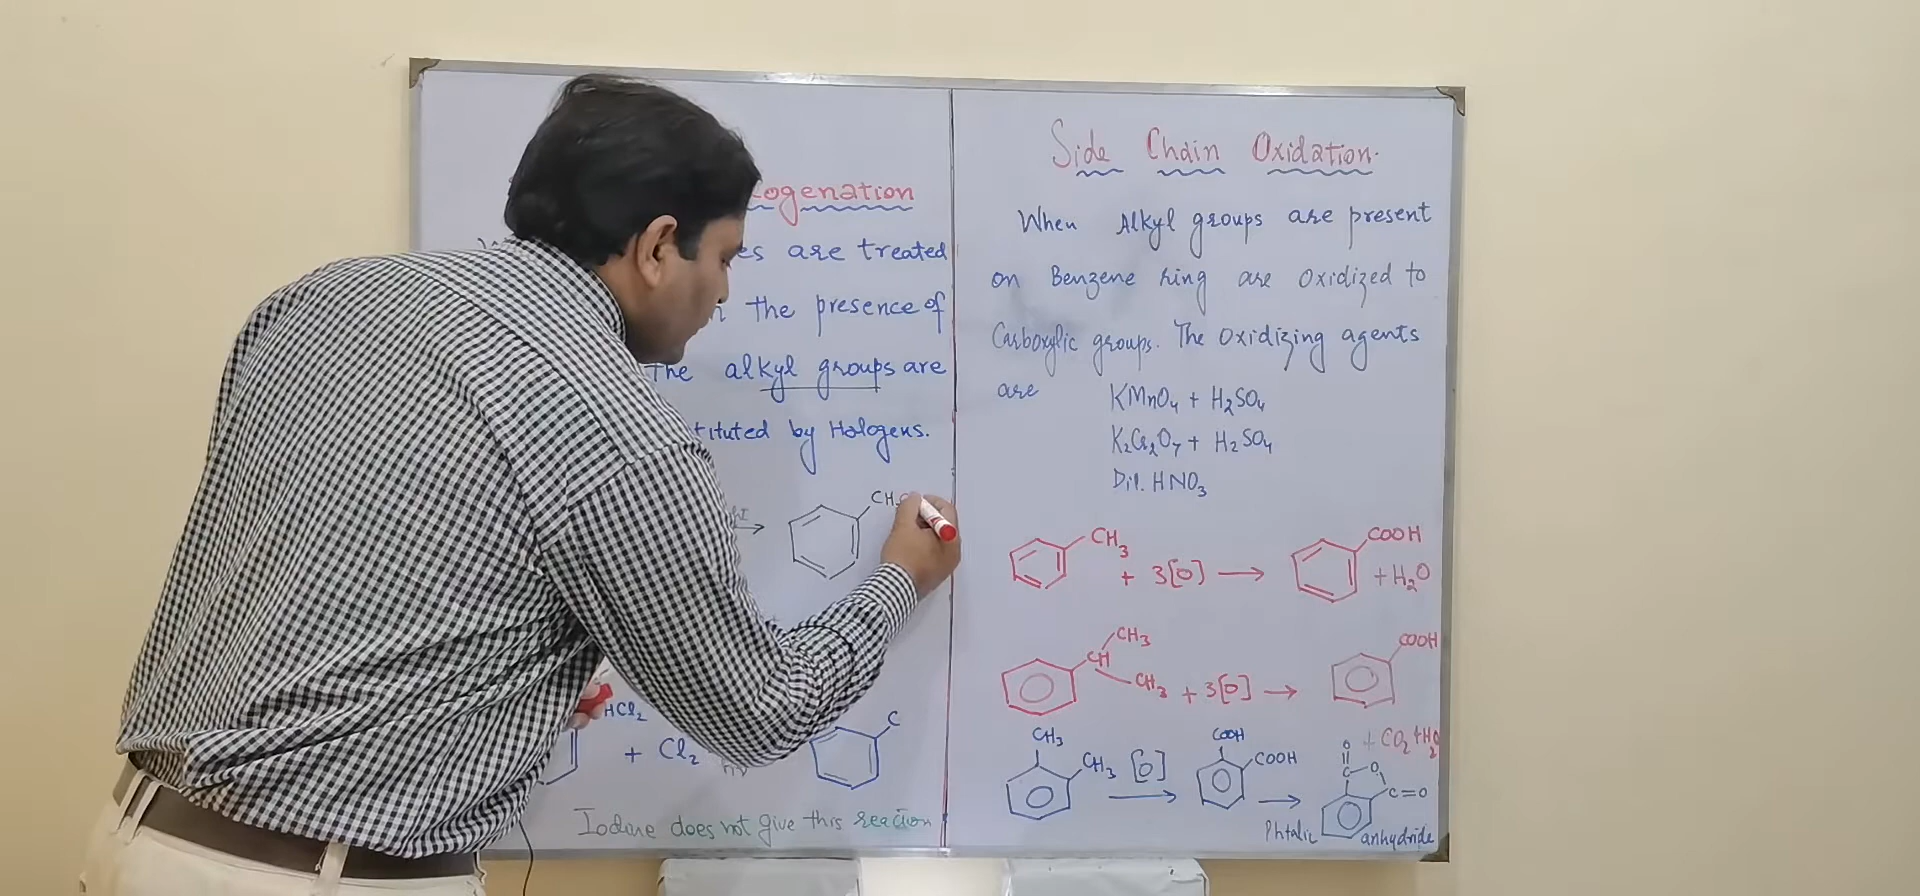 logenation
es are treated
the presence of
The alkyl groups are
tituted by Halogens.
CH
HCl2
+ Cl2
hν
C
Iodine does not give this reaction
Side Chain Oxidation.
When Alkyl groups are present
on Benzene ring are Oxidized to
Carboxylic groups. The Oxidizing agents
are KMnO4 + H2SO4
K2Cr2O7 + H2SO4
Dil. HNO3
CH3 + 3[O] → COOH + H2O
CH3
CH
CH3 + 3[O] → COOH
+ CO2 + H2O
CH3
CH3 [O] → COOH
COOH → O
C O
C=O
Phtalic anhydride